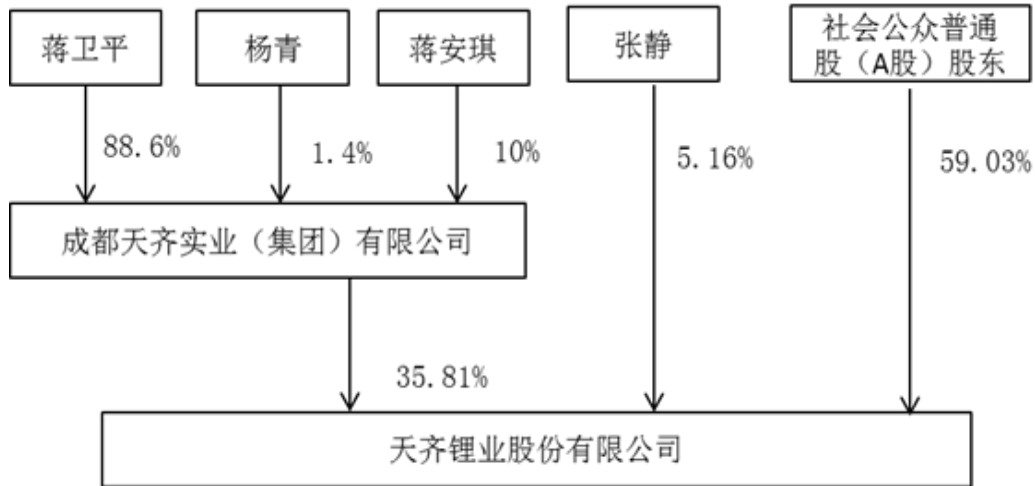 蒋卫平
杨青
蒋安琪
张静
社会公众普通
股（A股）股东
88.6%
1.4%
10%
5.16%
59.03%
成都天齐实业（集团）有限公司
35.81%
天齐锂业股份有限公司